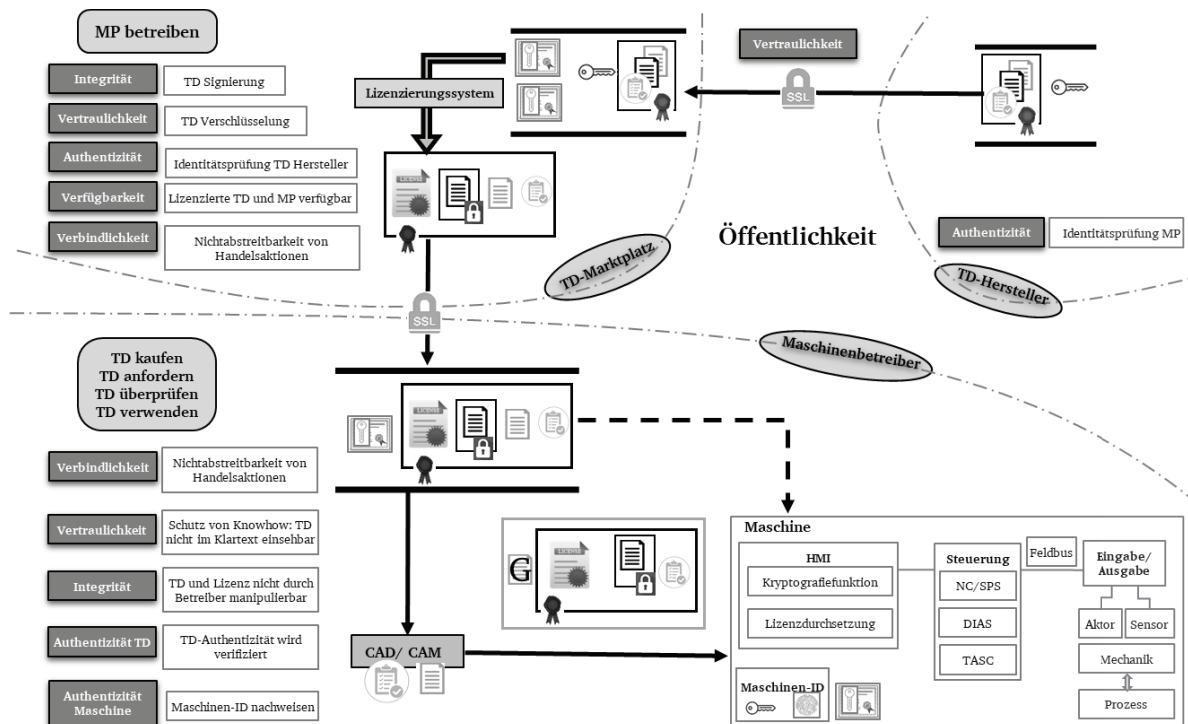 MP betreiben
Integrität
TD Signierung
Vertraulichkeit
TD Verschlüsselung
Authentizität
Identitätsprüfung TD Hersteller
Verfügbarkeit
Lizenzierte TD und MP verfügbar
Verbindlichkeit
Nichtabstreitbarkeit von
Handelsaktionen
Lizenzierungssystem
LICENSE
Vertraulichkeit
SSL
Öffentlichkeit
TD-Marktplatz
Authentizität
Identitätsprüfung MP
TD-Hersteller
Maschinenbetreiber
SSL
TD kaufen
TD anfordern
TD überprüfen
TD verwenden
LICENSE
Verbindlichkeit
Nichtabstreitbarkeit von
Handelsaktionen
Vertraulichkeit
Schutz von Knowhow: TD
nicht im Klartext einsehbar
Integrität
TD und Lizenz nicht durch
Betreiber manipulierbar
Authentizität TD
TD-Authentizität wird
verifiziert
Authentizität
Maschine
Maschinen-ID nachweisen
G
LICENSE
CAD/ CAM
Maschine
HMI
Kryptografiefunktion
Lizenzdurchsetzung
Maschinen-ID
Steuerung
NC/SPS
DIAS
TASC
Feldbus
Eingabe/
Ausgabe
Aktor
Sensor
Mechanik
Prozess